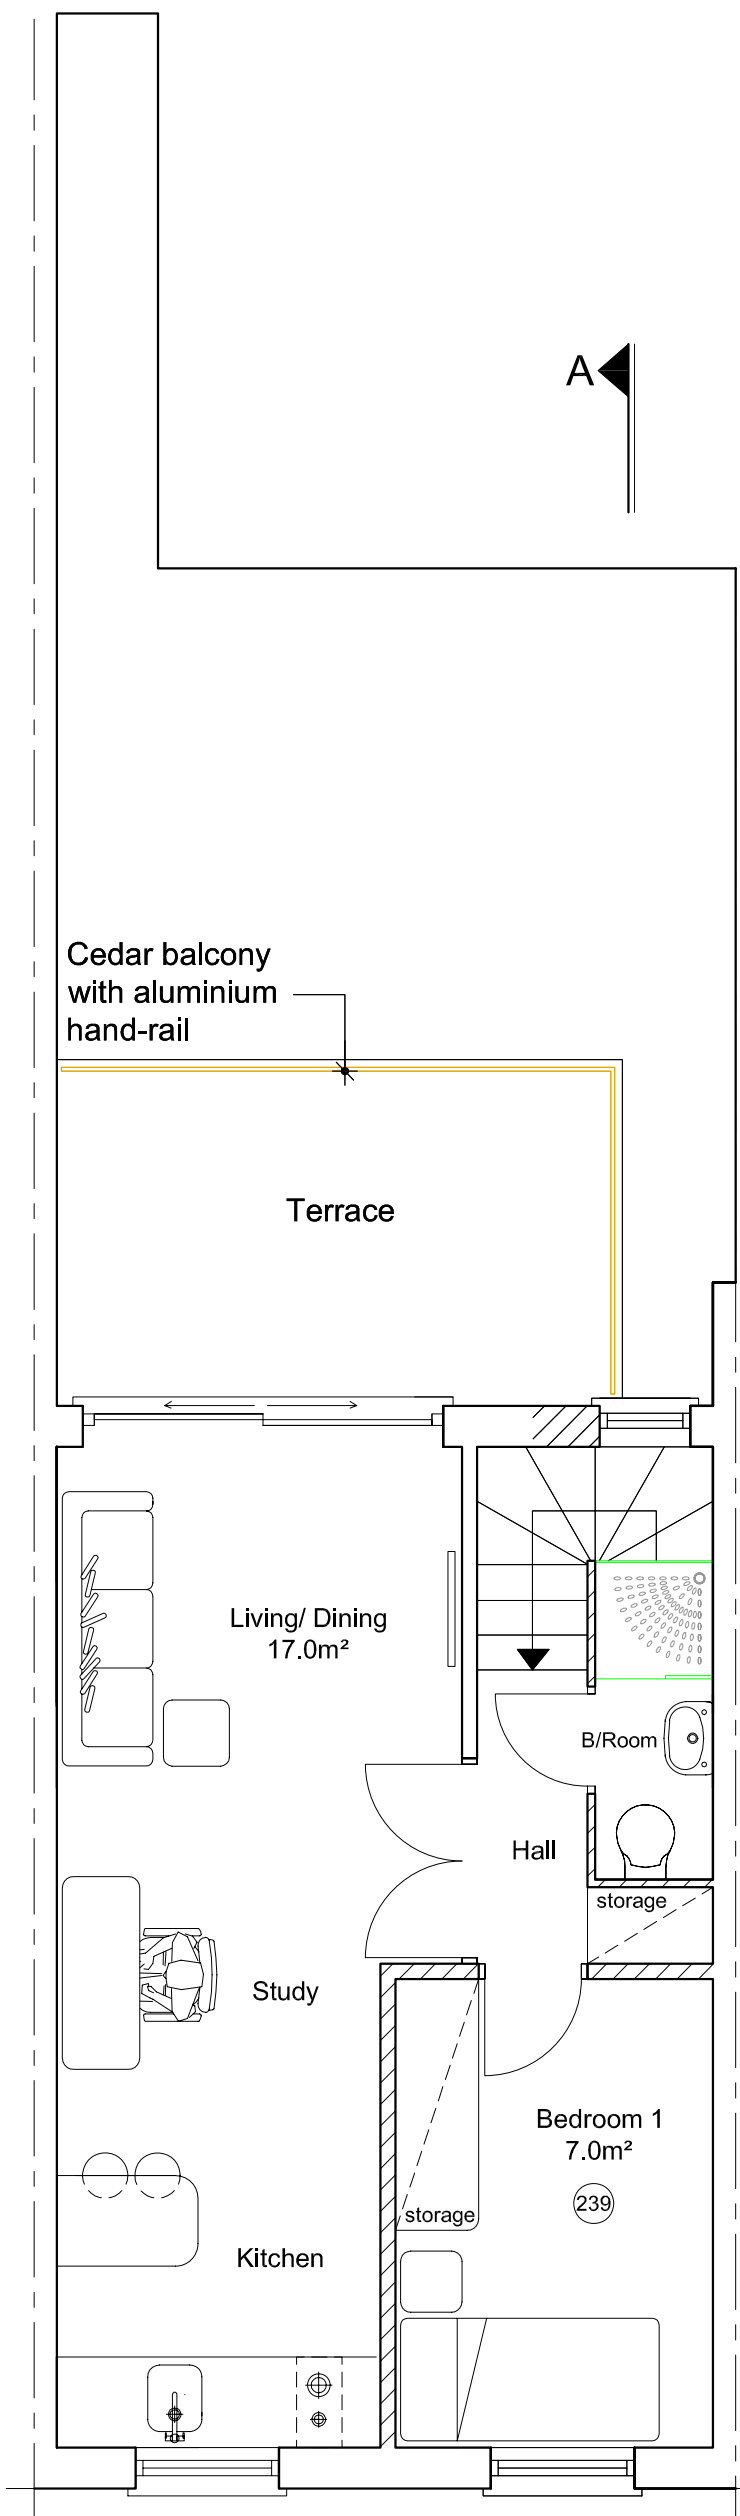 A
Cedar balcony
with aluminium
hand-rail
Terrace
Living/ Dining
17.0m²
B/Room
Hall
storage
Study
Bedroom 1
7.0m²
239
storage
Kitchen